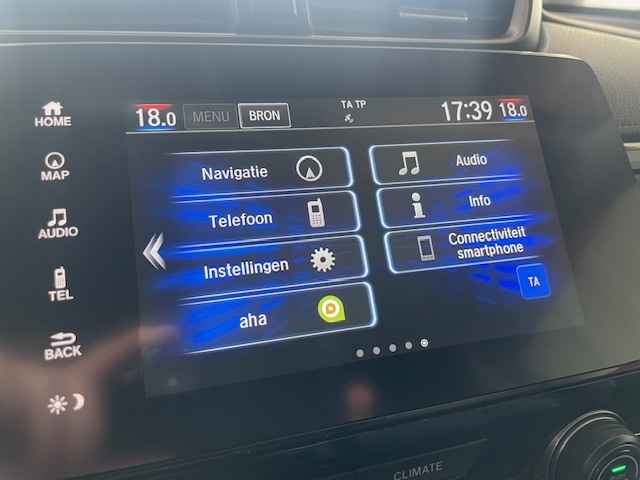 HOME
MAP
AUDIO
TEL
BACK
18.0 MENU BRON TA TP 17:39 18.0
Navigatie
Telefoon
Instellingen
aha
Audio
Info
Connectiviteit
smartphone
TA
CLIMATE